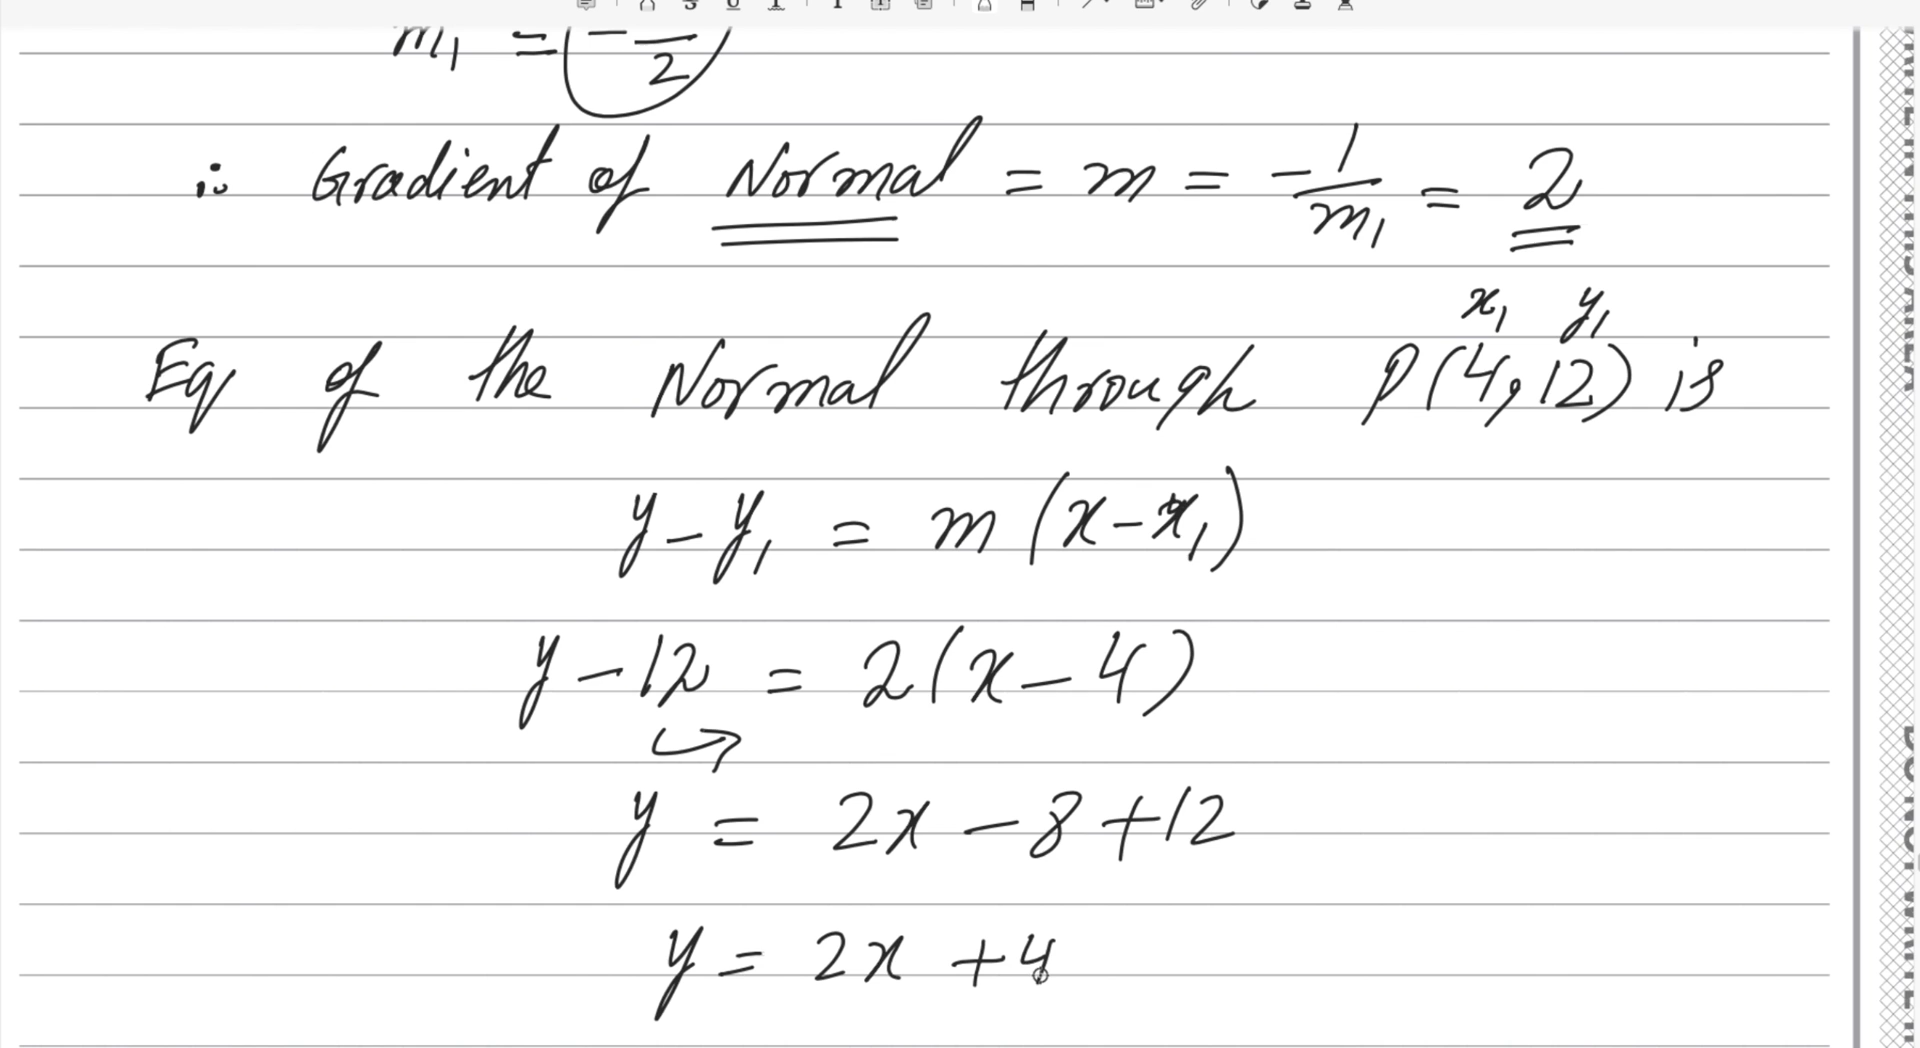 m₁ = (-/2)
∴ Gradient of Normal = m = -1/m₁ = 2
x₁ y₁
Eq of the Normal through P(4,12) is
y-y₁ = m(x-x₁)
y-12 = 2(x-4)
y = 2x-8+12
y = 2x+4